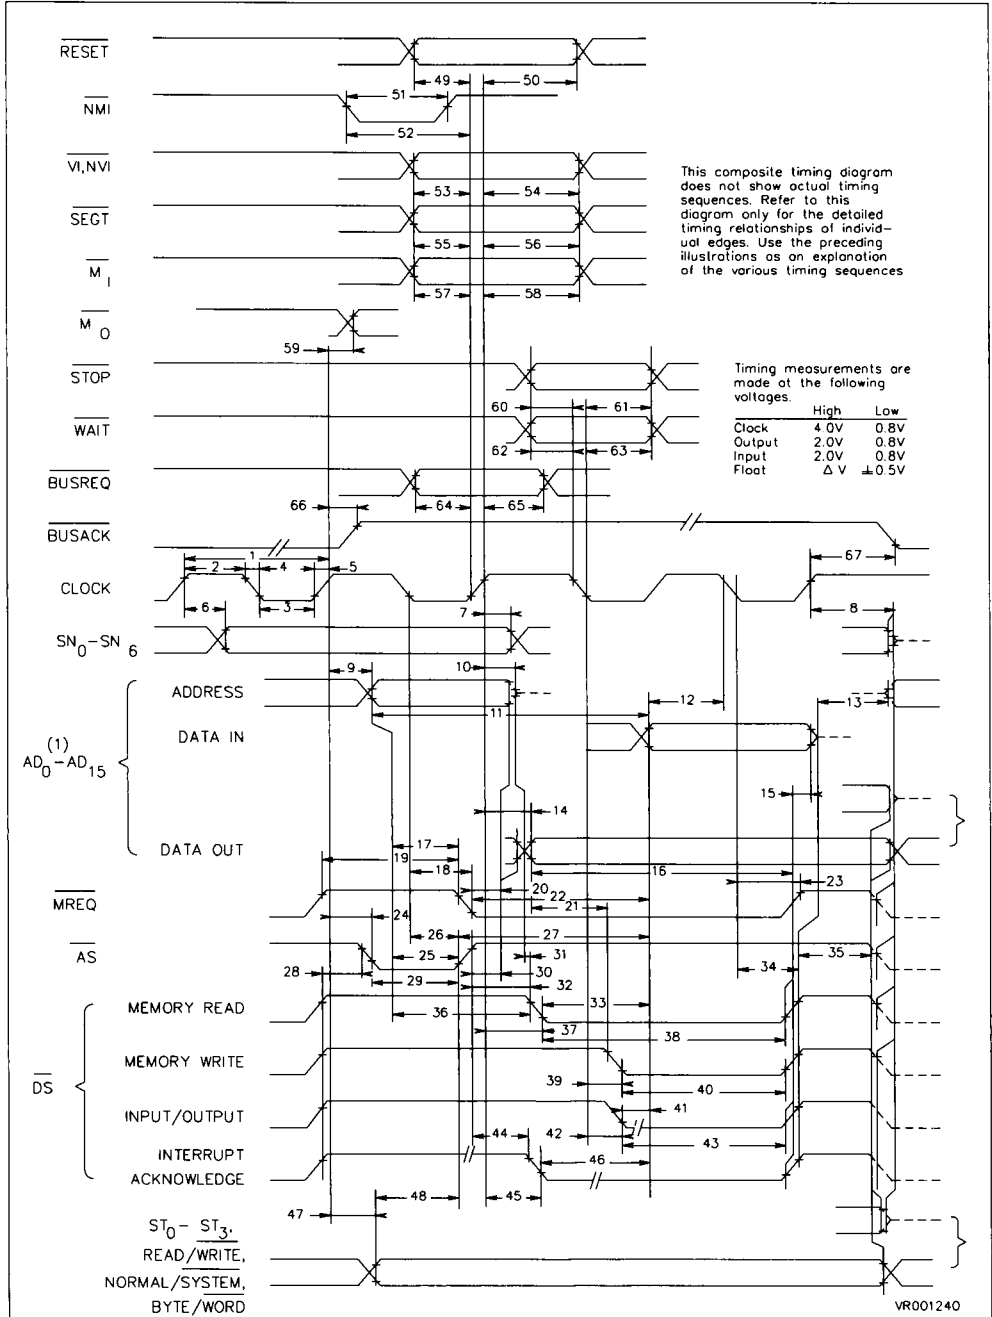 RESET
49
50
51
NMI
52
VI,NVI
53
54
SEGT
55
56
M I
57
58
M O
59
This composite timing diagram
does not show actual timing
sequences. Refer to this
diagram only for the detailed
timing relationships of individ-
ual edges. Use the preceding
illustrations as an explanation
of the various timing sequences
STOP
60
61
WAIT
62
63
Timing measurements are
made at the following
voltages.
High Low
Clock 4.0V 0.8V
Output 2.0V 0.8V
Input 2.0V 0.8V
Float Δ V ±0.5V
BUSREQ
66
64
65
BUSACK
1
67
2
4
5
CLOCK
3
6
7
8
SN0-SN6
9
10
ADDRESS
11
12
13
DATA IN
(1)
AD0-AD15
15
14
DATA OUT
17
19
16
18
20
23
22
MREQ
21
24
26
27
AS
25
31
35
28
30
34
29
32
MEMORY READ
33
36
37
38
MEMORY WRITE
39
40
DS
41
INPUT/OUTPUT
44
42
43
INTERRUPT
46
ACKNOWLEDGE
48
45
47
ST0- ST3,
READ/WRITE,
NORMAL/SYSTEM,
BYTE/WORD
VR001240